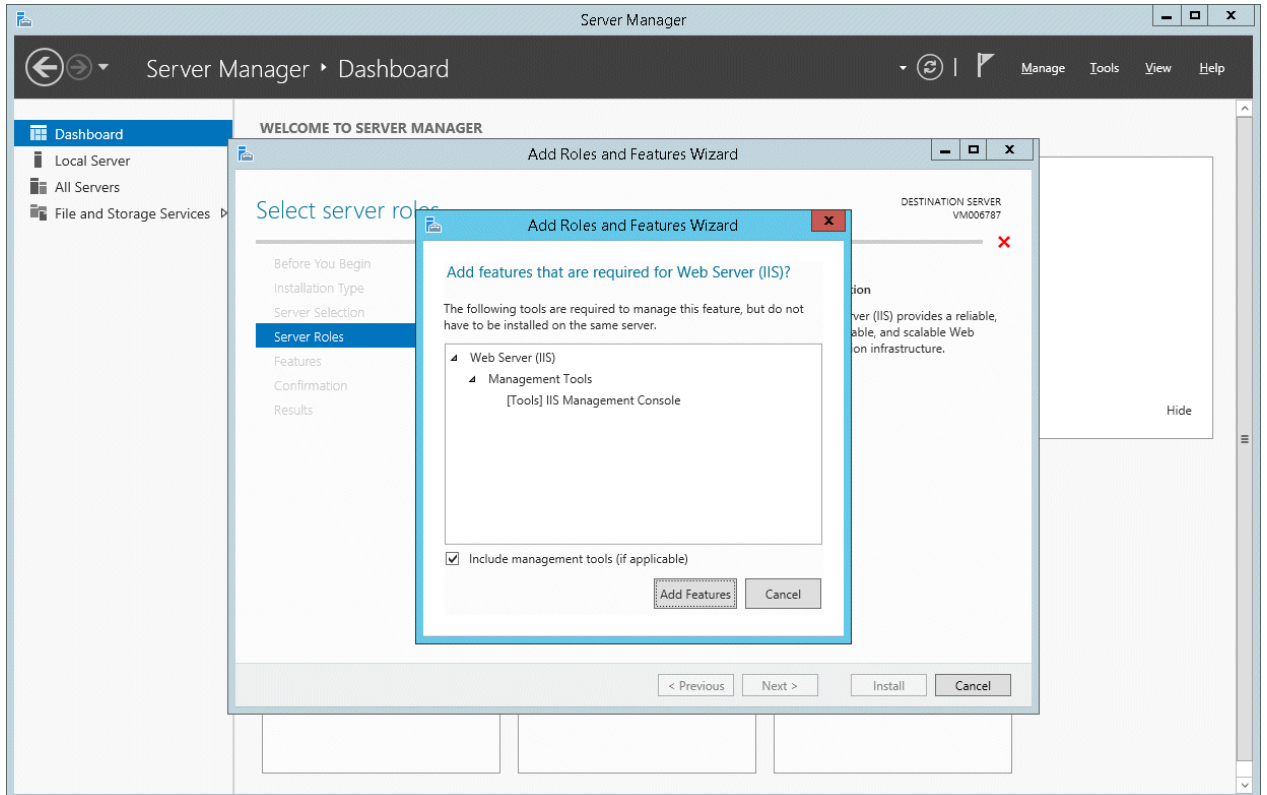 Server Manager
Server Manager ‣ Dashboard
Manage Tools View Help
Dashboard
Local Server
All Servers
File and Storage Services
WELCOME TO SERVER MANAGER
Add Roles and Features Wizard
Select server roles
DESTINATION SERVER
VM006787
Before You Begin
Installation Type
Server Selection
Server Roles
Features
Confirmation
Results
Add Roles and Features Wizard
Add features that are required for Web Server (IIS)?
The following tools are required to manage this feature, but do not
have to be installed on the same server.
Web Server (IIS)
Management Tools
[Tools] IIS Management Console
Include management tools (if applicable)
Add Features Cancel
(IIS) provides a reliable,
and scalable Web
infrastructure.
Hide
< Previous Next > Install Cancel